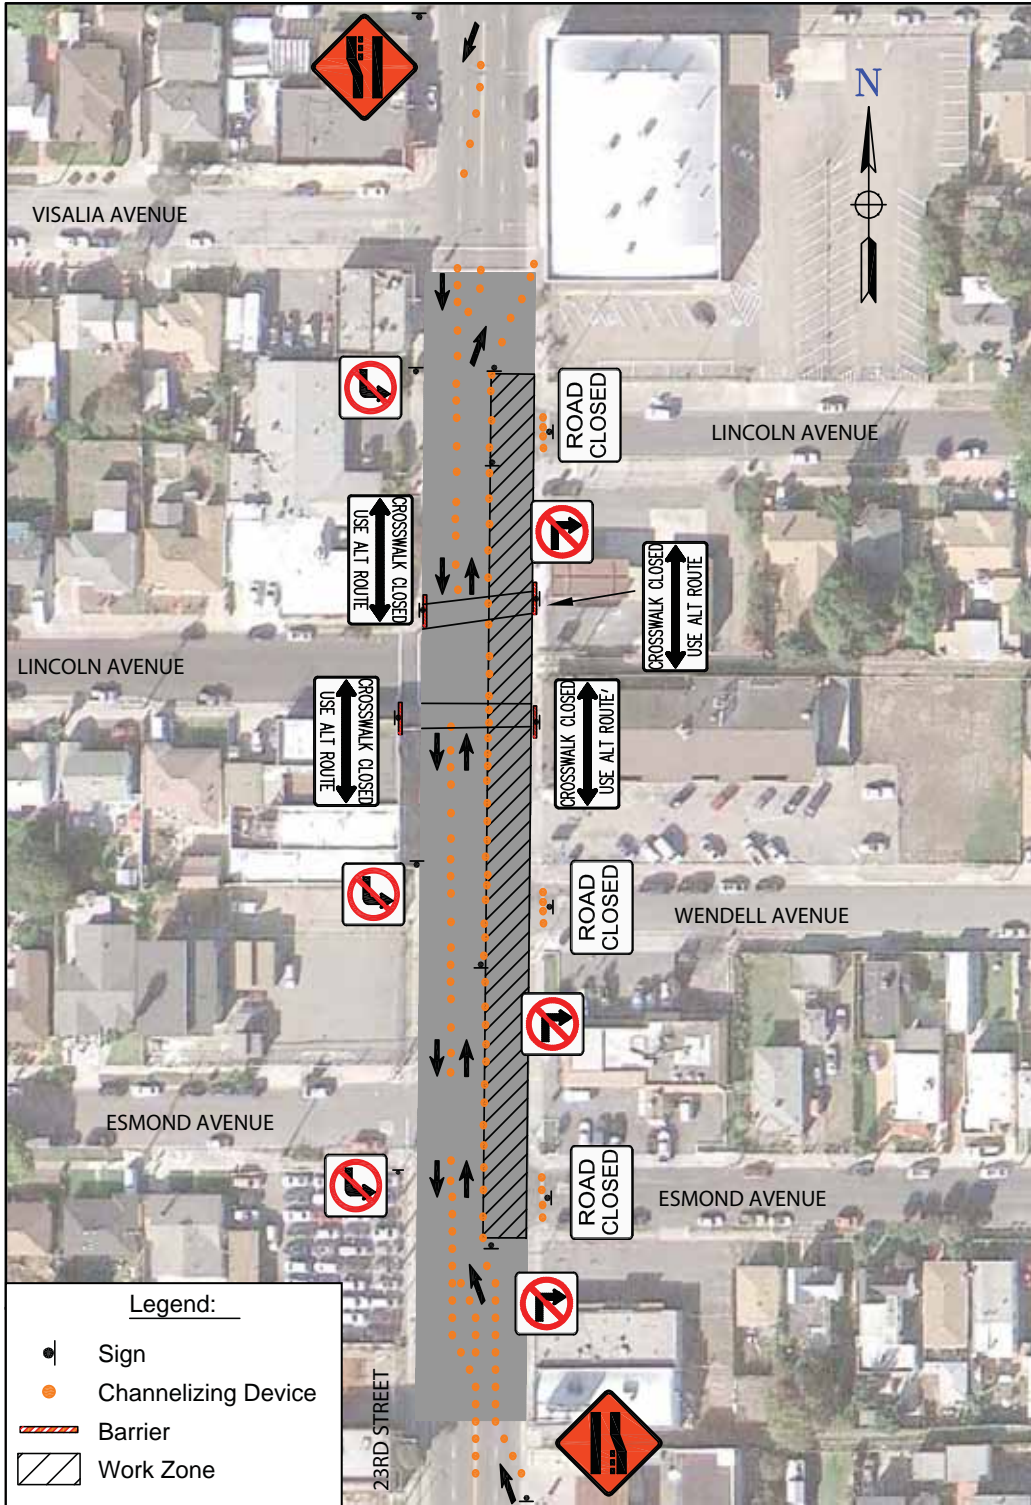 N
VISALIA AVENUE
ROAD
CLOSED
LINCOLN AVENUE
CROSSWALK CLOSED
USE ALT ROUTE
CROSSWALK CLOSED
USE ALT ROUTE
LINCOLN AVENUE
CROSSWALK CLOSED
USE ALT ROUTE
CROSSWALK CLOSED
USE ALT ROUTE'
ROAD
CLOSED
WENDELL AVENUE
ESMOND AVENUE
ROAD
CLOSED
ESMOND AVENUE
23RD STREET
Legend:
Sign
Channelizing Device
Barrier
Work Zone